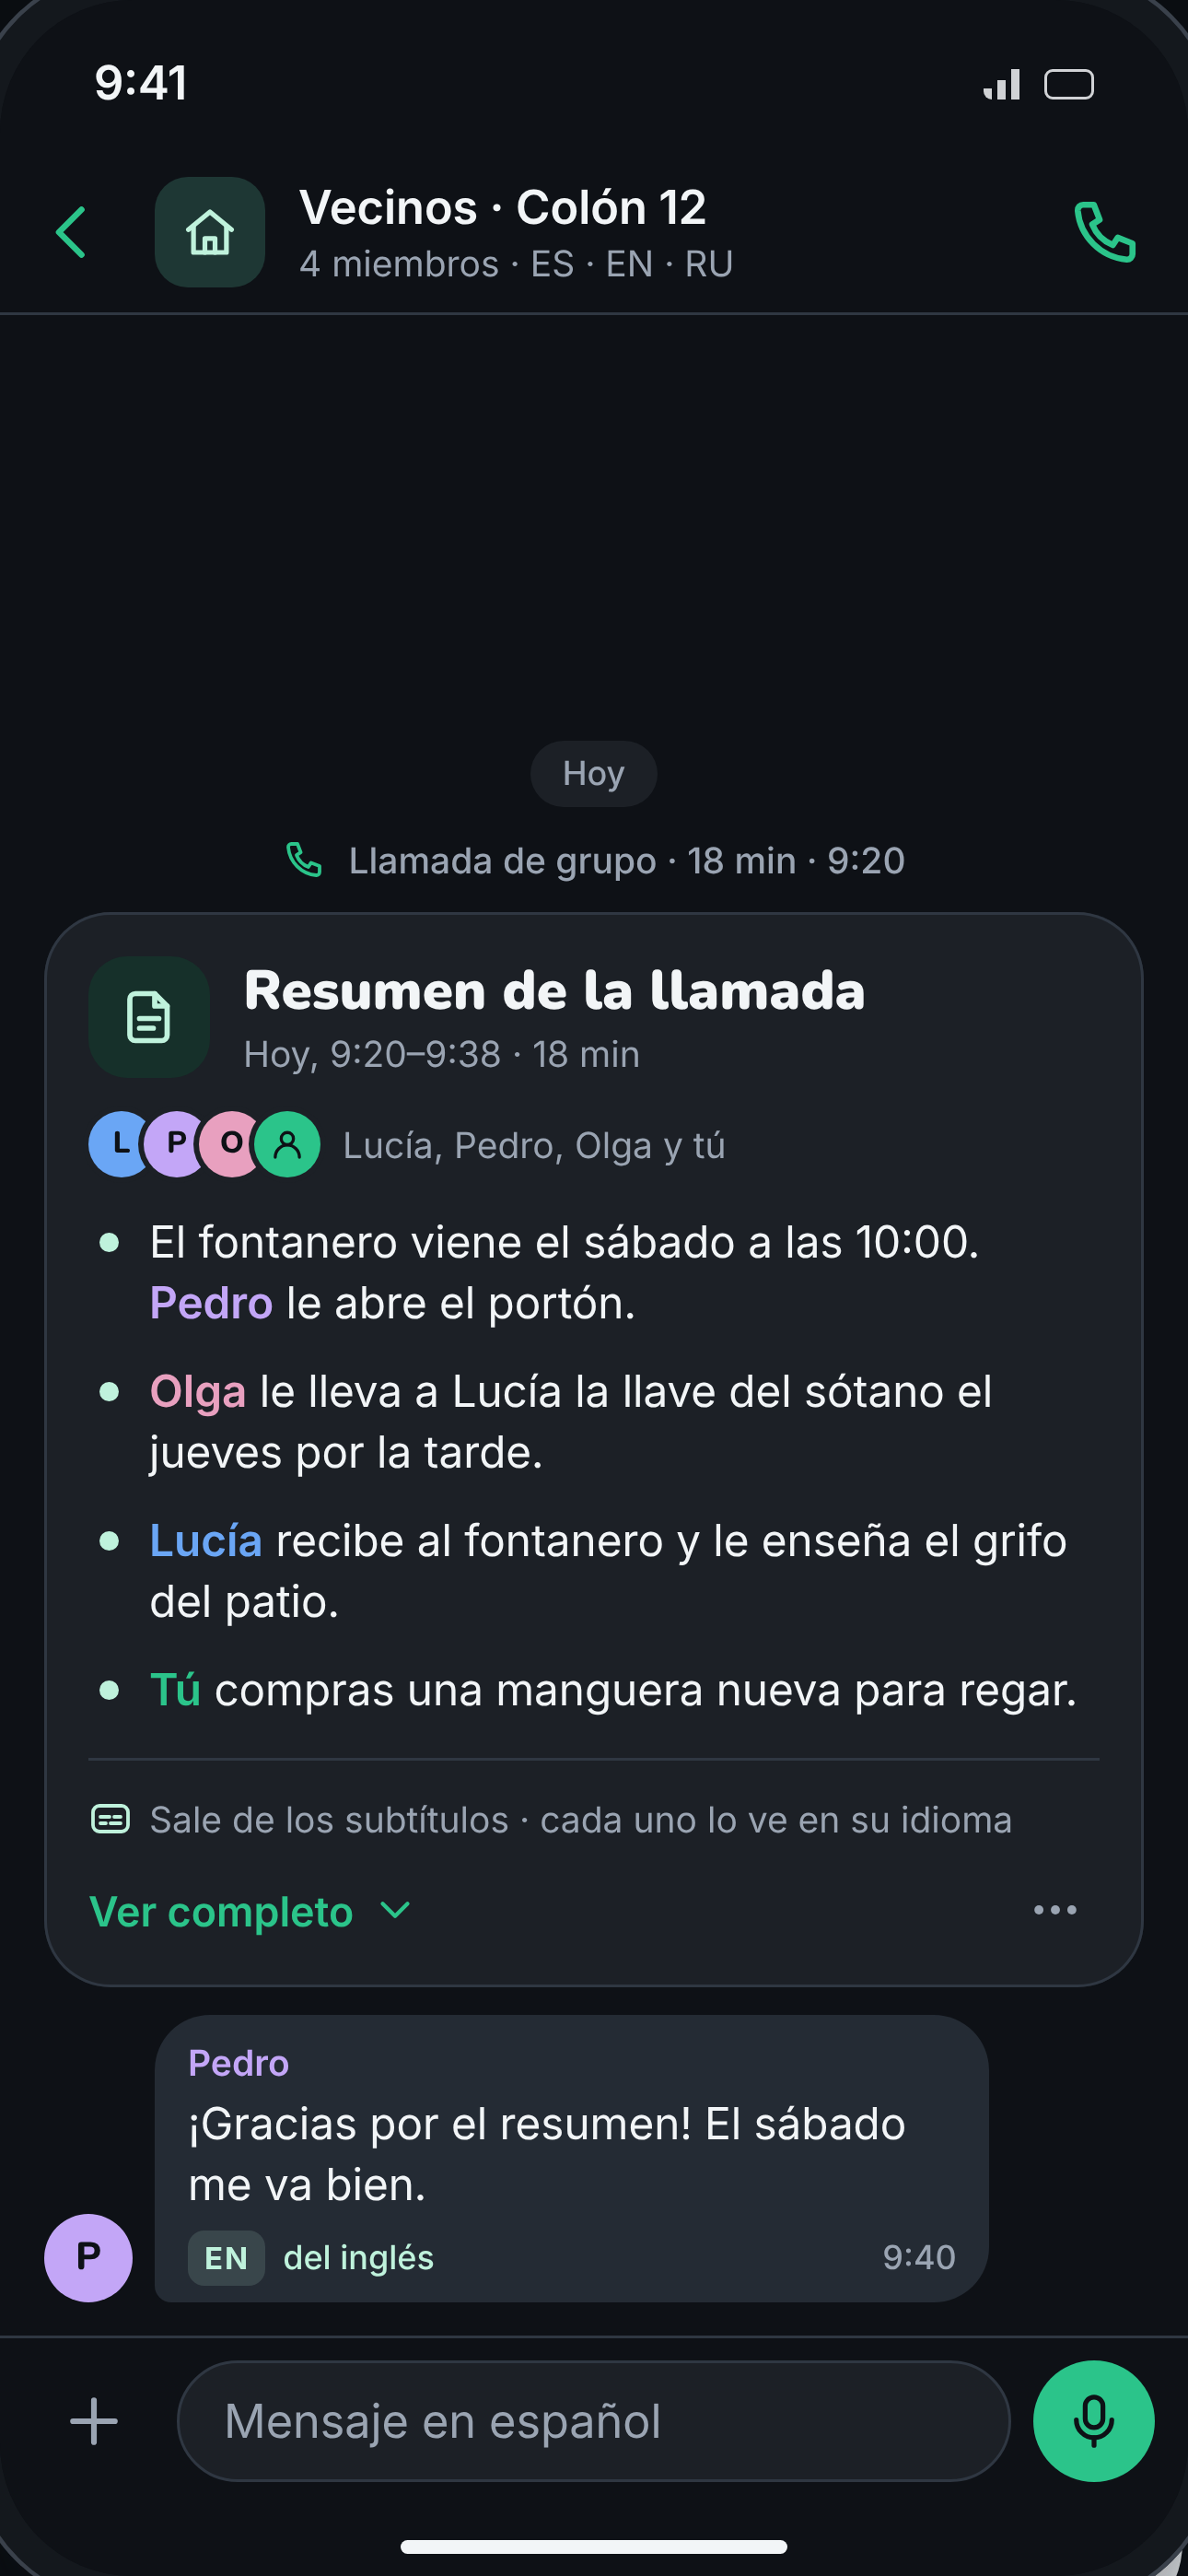 9:41
Vecinos · Colón 12
4 miembros · ES · EN · RU
Hoy
Llamada de grupo · 18 min · 9:20
Resumen de la llamada
Hoy, 9:20–9:38 · 18 min
L P O Lucía, Pedro, Olga y tú
El fontanero viene el sábado a las 10:00.
Pedro le abre el portón.
Olga le lleva a Lucía la llave del sótano el
jueves por la tarde.
Lucía recibe al fontanero y le enseña el grifo
del patio.
Tú compras una manguera nueva para regar.
Sale de los subtítulos · cada uno lo ve en su idioma
Ver completo
Pedro
¡Gracias por el resumen! El sábado
me va bien.
P
EN del inglés 9:40
Mensaje en español